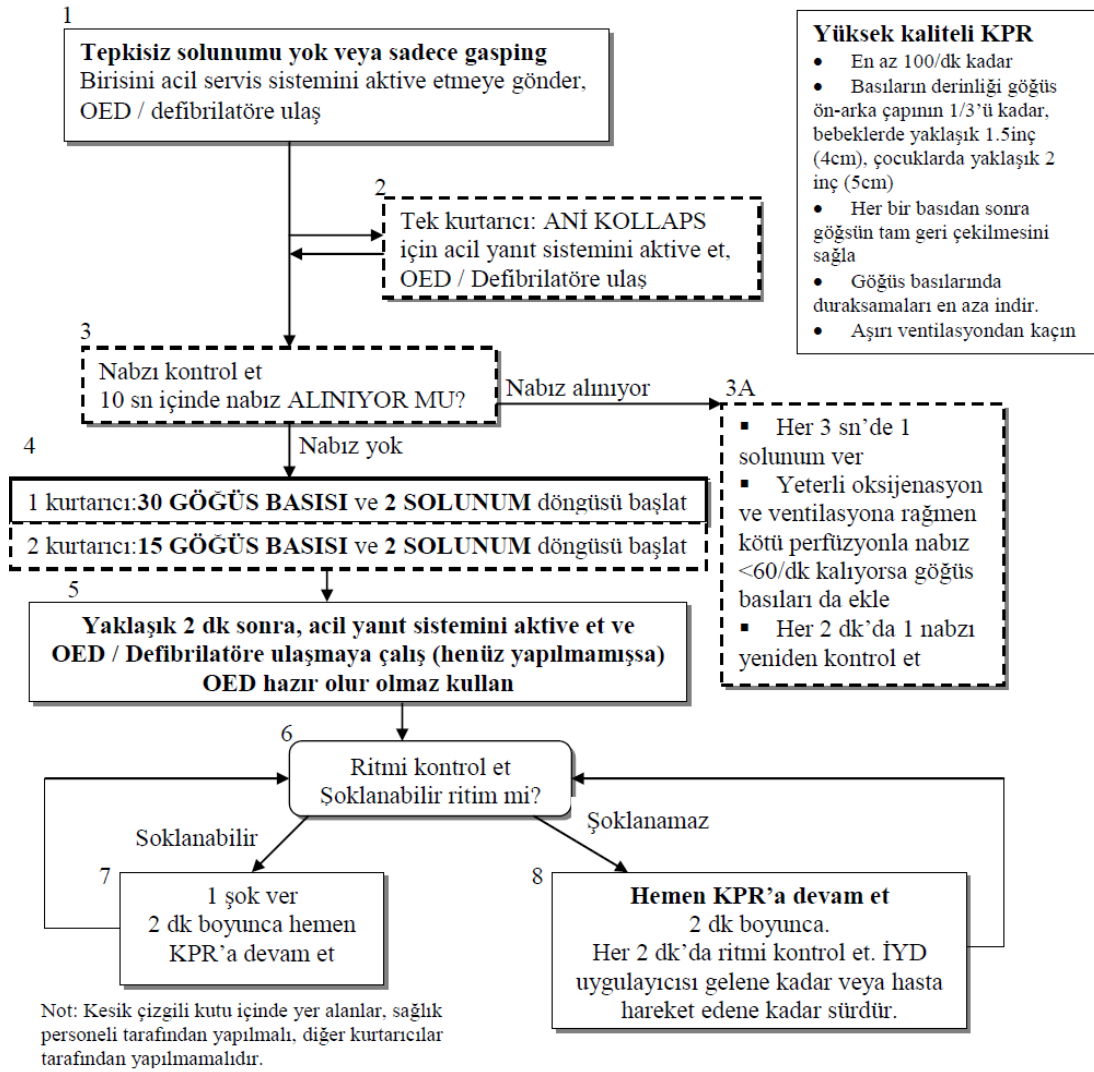 1
Tepkisiz solunumu yok veya sadece gasping
Birisini acil servis sistemini aktive etmeye gönder,
OED / defibrilatöre ulaş
Yüksek kaliteli KPR
• En az 100/dk kadar
• Basıların derinliği göğüs
ön-arka çapının 1/3’ü kadar,
bebeklerde yaklaşık 1.5inç
(4cm), çocuklarda yaklaşık 2
inç (5cm)
• Her bir basıdan sonra
göğsün tam geri çekilmesini
sağla
• Göğüs basılarında
duraksamaları en aza indir.
• Aşırı ventilasyondan kaçın
2
Tek kurtarıcı: ANİ KOLLAPS
için acil yanıt sistemini aktive et,
OED / Defibrilatöre ulaş
3
Nabzı kontrol et
10 sn içinde nabız ALINIYOR MU?
Nabız alınıyor
3A
▪ Her 3 sn’de 1
solunum ver
▪ Yeterli oksijenasyon
ve ventilasyona rağmen
kötü perfüzyonla nabız
<60/dk kalıyorsa göğüs
basıları da ekle
▪ Her 2 dk’da 1 nabzı
yeniden kontrol et
Nabız yok
4
1 kurtarıcı:30 GÖĞÜS BASISI ve 2 SOLUNUM döngüsü başlat
2 kurtarıcı:15 GÖĞÜS BASISI ve 2 SOLUNUM döngüsü başlat
5
Yaklaşık 2 dk sonra, acil yanıt sistemini aktive et ve
OED / Defibrilatöre ulaşmaya çalış (henüz yapılmamışsa)
OED hazır olur olmaz kullan
6
Ritmi kontrol et
Şoklanabilir ritim mi?
Soklanabilir
Şoklanamaz
7
1 şok ver
2 dk boyunca hemen
KPR’a devam et
8
Hemen KPR’a devam et
2 dk boyunca.
Her 2 dk’da ritmi kontrol et. İYD
uygulayıcısı gelene kadar veya hasta
hareket edene kadar sürdür.
Not: Kesik çizgili kutu içinde yer alanlar, sağlık
personeli tarafından yapılmalı, diğer kurtarıcılar
tarafından yapılmamalıdır.